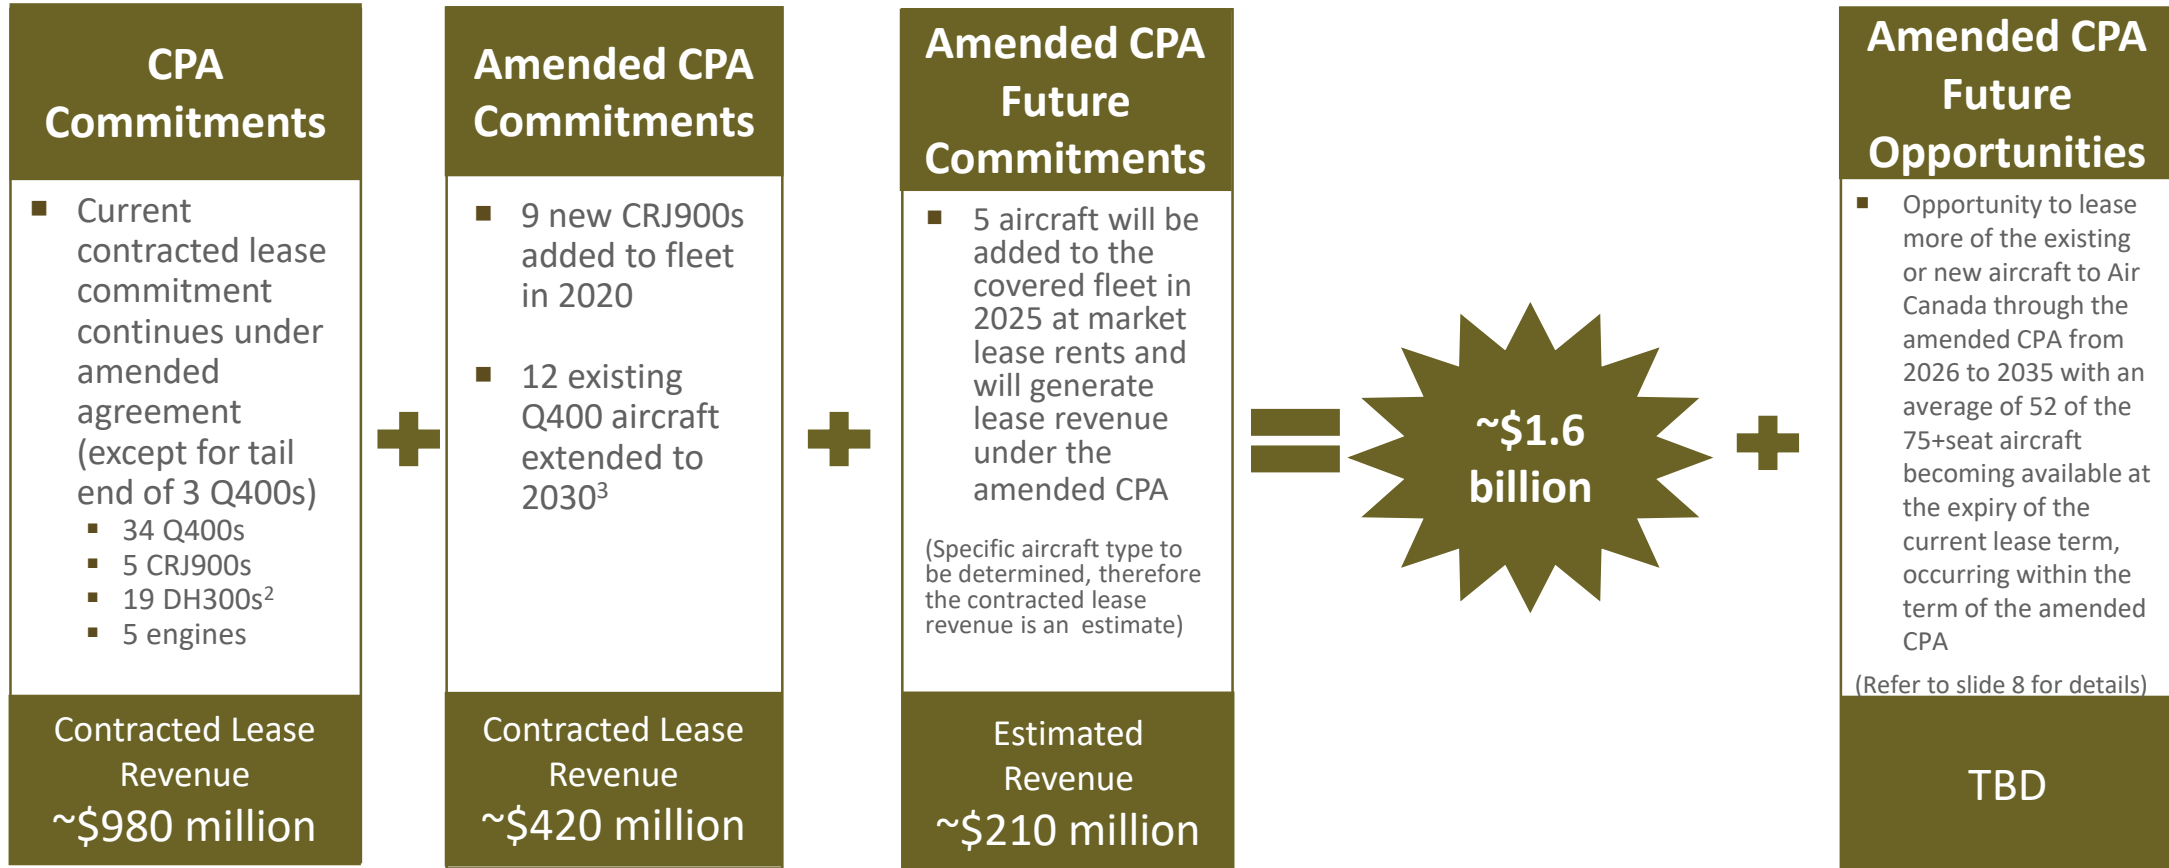 CPA
Commitments
■ Current
contracted lease
commitment
continues under
amended
agreement
(except for tail
end of 3 Q400s)
■ 34 Q400s
■ 5 CRJ900s
■ 19 DH300s²
■ 5 engines
Contracted Lease
Revenue
~$980 million
Amended CPA
Commitments
■ 9 new CRJ900s
added to fleet
in 2020
■ 12 existing
Q400 aircraft
extended to
2030³
Contracted Lease
Revenue
~$420 million
Amended CPA
Future
Commitments
■ 5 aircraft will be
added to the
covered fleet in
2025 at market
lease rents and
will generate
lease revenue
under the
amended CPA
(Specific aircraft type to
be determined, therefore
the contracted lease
revenue is an estimate)
Estimated
Revenue
~$210 million
~$1.6
billion
Amended CPA
Future
Opportunities
■ Opportunity to lease
more of the existing
or new aircraft to Air
Canada through the
amended CPA from
2026 to 2035 with an
average of 52 of the
75+seat aircraft
becoming available at
the expiry of the
current lease term,
occurring within the
term of the amended
CPA
(Refer to slide 8 for details)
TBD